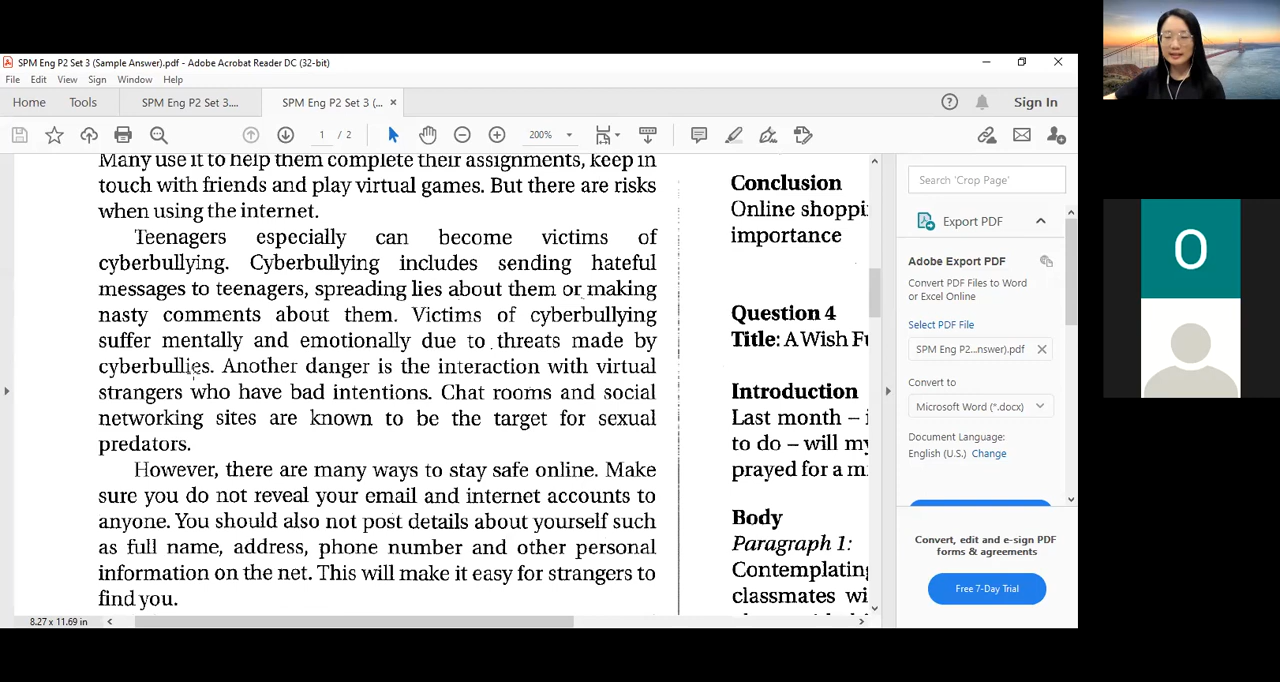 SPM Eng P2 Set 3 (Sample Answer).pdf - Adobe Acrobat Reader DC (32-bit)
File Edit View Sign Window Help
Home Tools SPM Eng P2 Set 3.... SPM Eng P2 Set 3 (... × Sign In
1 / 2 200%
Many use it to help them complete their assignments, keep in
touch with friends and play virtual games. But there are risks
when using the internet.
Teenagers especially can become victims of
cyberbullying. Cyberbullying includes sending hateful
messages to teenagers, spreading lies about them or making
nasty comments about them. Victims of cyberbullying
suffer mentally and emotionally due to threats made by
cyberbullies. Another danger is the interaction with virtual
strangers who have bad intentions. Chat rooms and social
networking sites are known to be the target for sexual
predators.
However, there are many ways to stay safe online. Make
sure you do not reveal your email and internet accounts to
anyone. You should also not post details about yourself such
as full name, address, phone number and other personal
information on the net. This will make it easy for strangers to
find you.
Conclusion
Online shoppi
importance
Question 4
Title: A Wish Fu
Introduction
Last month – i
to do – will my
prayed for a mi
Body
Paragraph 1:
Contemplating
classmates wi
Search 'Crop Page'
Export PDF
Adobe Export PDF
Convert PDF Files to Word
or Excel Online
Select PDF File
SPM Eng P2...nswer).pdf
Convert to
Microsoft Word (*.docx)
Document Language:
English (U.S.) Change
Convert, edit and e-sign PDF
forms & agreements
Free 7-Day Trial
8.27 x 11.69 in
O